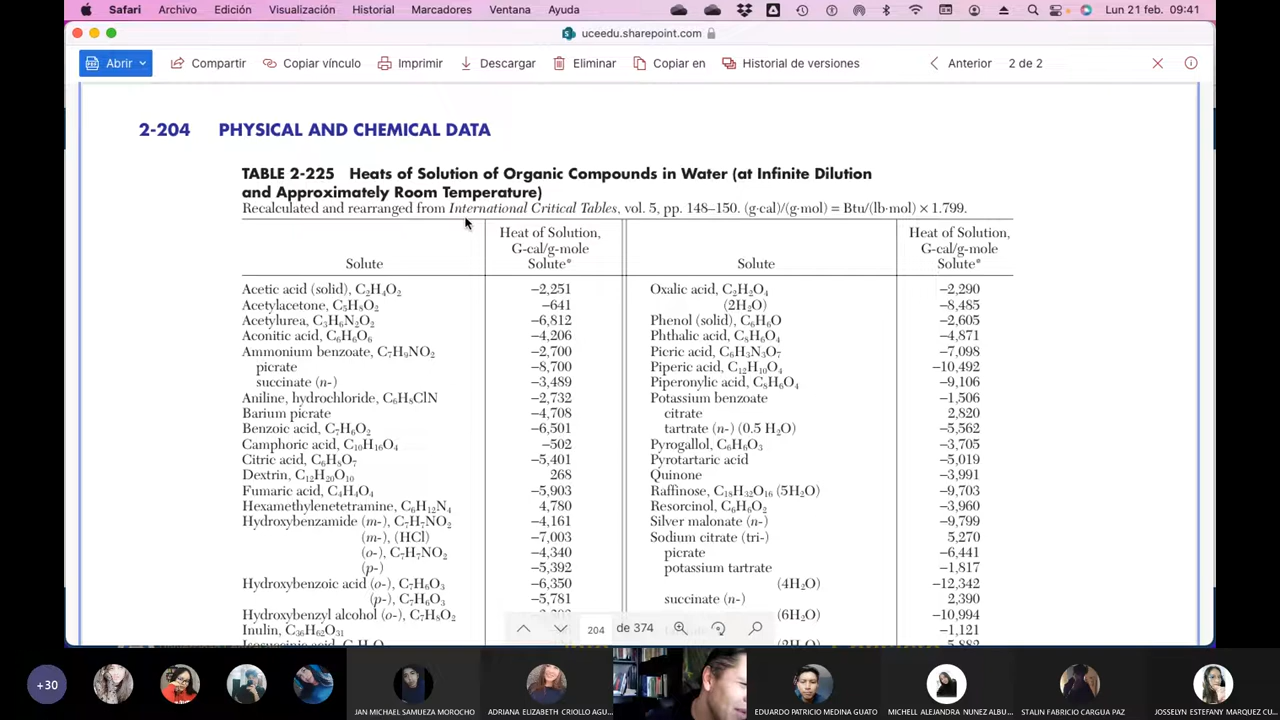 Safari Archivo Edición Visualización Historial Marcadores Ventana Ayuda Lun 21 feb. 09:41
uceedu.sharepoint.com
Abrir Compartir Copiar vínculo Imprimir Descargar Eliminar Copiar en Historial de versiones Anterior 2 de 2
2-204 PHYSICAL AND CHEMICAL DATA
TABLE 2-225 Heats of Solution of Organic Compounds in Water (at Infinite Dilution
and Approximately Room Temperature)
Recalculated and rearranged from International Critical Tables, vol. 5, pp. 148–150. (g·cal)/(g·mol) = Btu/(lb·mol) × 1.799.
Solute Heat of Solution, G-cal/g-mole Solute° Solute Heat of Solution, G-cal/g-mole Solute°
Acetic acid (solid), C₂H₄O₂ –2,251 Oxalic acid, C₂H₂O₄ –2,290
Acetylacetone, C₅H₈O₂ –641 (2H₂O) –8,485
Acetylurea, C₃H₆N₂O₂ –6,812 Phenol (solid), C₆H₆O –2,605
Aconitic acid, C₆H₆O₆ –4,206 Phthalic acid, C₈H₆O₄ –4,871
Ammonium benzoate, C₇H₉NO₂ –2,700 Picric acid, C₆H₃N₃O₇ –7,098
picrate –8,700 Piperic acid, C₁₂H₁₀O₄ –10,492
succinate (n-) –3,489 Piperonylic acid, C₈H₆O₄ –9,106
Aniline, hydrochloride, C₆H₈ClN –2,732 Potassium benzoate –1,506
Barium picrate –4,708 citrate 2,820
Benzoic acid, C₇H₆O₂ –6,501 tartrate (n-) (0.5 H₂O) –5,562
Camphoric acid, C₁₀H₁₆O₄ –502 Pyrogallol, C₆H₆O₃ –3,705
Citric acid, C₆H₈O₇ –5,401 Pyrotartaric acid –5,019
Dextrin, C₁₂H₂₀O₁₀ 268 Quinone –3,991
Fumaric acid, C₄H₄O₄ –5,903 Raffinose, C₁₈H₃₂O₁₆ (5H₂O) –9,703
Hexamethylenetetramine, C₆H₁₂N₄ 4,780 Resorcinol, C₆H₆O₂ –3,960
Hydroxybenzamide (m-), C₇H₇NO₂ –4,161 Silver malonate (n-) –9,799
(m-), (HCl) –7,003 Sodium citrate (tri-) 5,270
(o-), C₇H₇NO₂ –4,340 picrate –6,441
(p-) –5,392 potassium tartrate –1,817
Hydroxybenzoic acid (o-), C₇H₆O₃ –6,350 (4H₂O) –12,342
(p-), C₇H₆O₃ –5,781 succinate (n-) 2,390
Hydroxybenzyl alcohol (o-), C₇H₈O₂ (6H₂O) –10,994
Inulin, C₃₆H₆₂O₃₁ –1,121
204 de 374
+30 JAN MICHAEL SAMUEZA MOROCHO ADRIANA ELIZABETH CRIOLLO AGU... EDUARDO PATRICIO MEDINA GUATO MICHELL ALEJANDRA NUNEZ ALBU... STALIN FABRICIO CARGUA PAZ JOSSELYN ESTEFANY MARQUEZ CU...